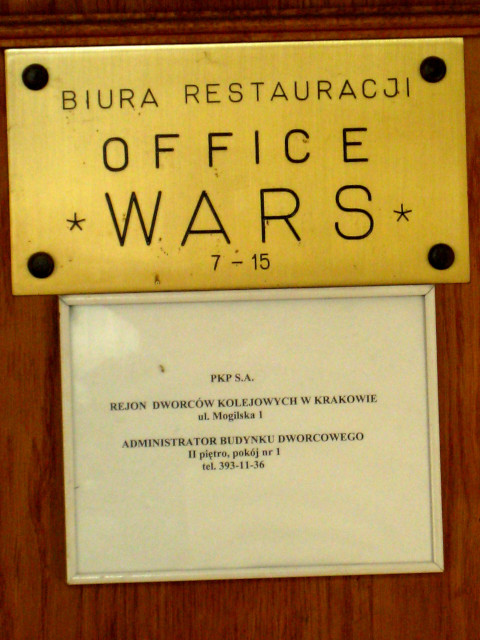 BIURA RESTAURACJI
OFFICE
* WARS *
7 - 15
PKP S.A.
REJON DWORCÓW KOLEJOWYCH W KRAKOWIE
ul. Mogilska 1
ADMINISTRATOR BUDYNKU DWORCOWEGO
II piętro, pokój nr 1
tel. 393-11-36